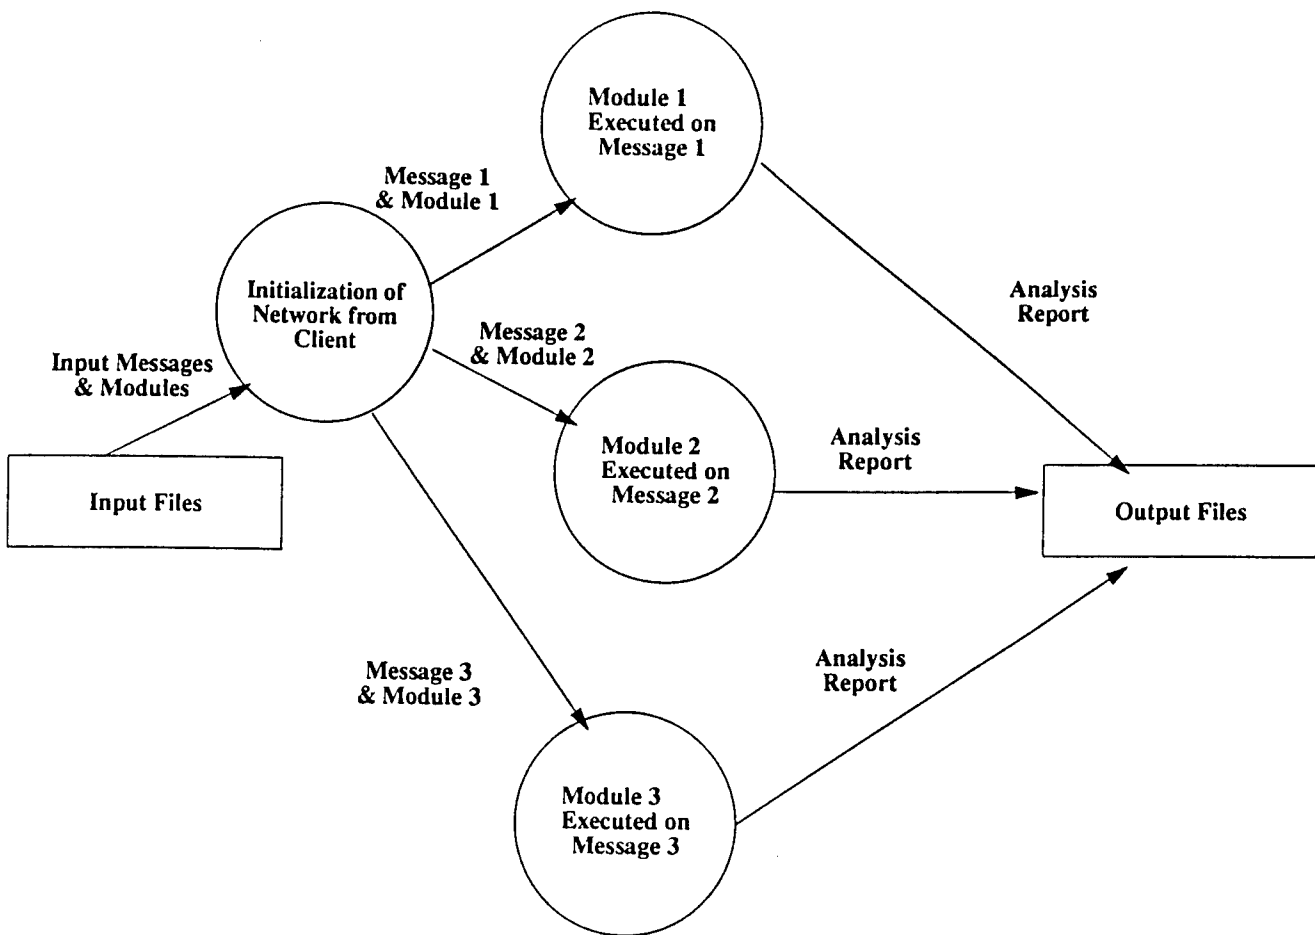 Module 1
Executed on
Message 1
Message 1
& Module 1
Initialization of
Network from
Client
Analysis
Report
Message 2
& Module 2
Input Messages
& Modules
Module 2
Executed on
Message 2
Analysis
Report
Input Files
Output Files
Message 3
& Module 3
Analysis
Report
Module 3
Executed on
Message 3